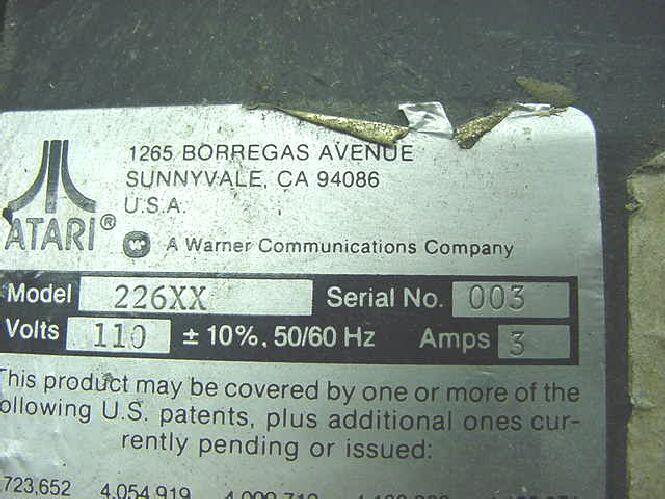 1265 BORREGAS AVENUE
SUNNYVALE, CA 94086
U.S.A.
ATARI®
A Warner Communications Company
Model 226XX Serial No. 003
Volts 110 ± 10%, 50/60 Hz Amps 3
This product may be covered by one or more of the
following U.S. patents, plus additional ones cur-
rently pending or issued:
,723,652 4,054,919